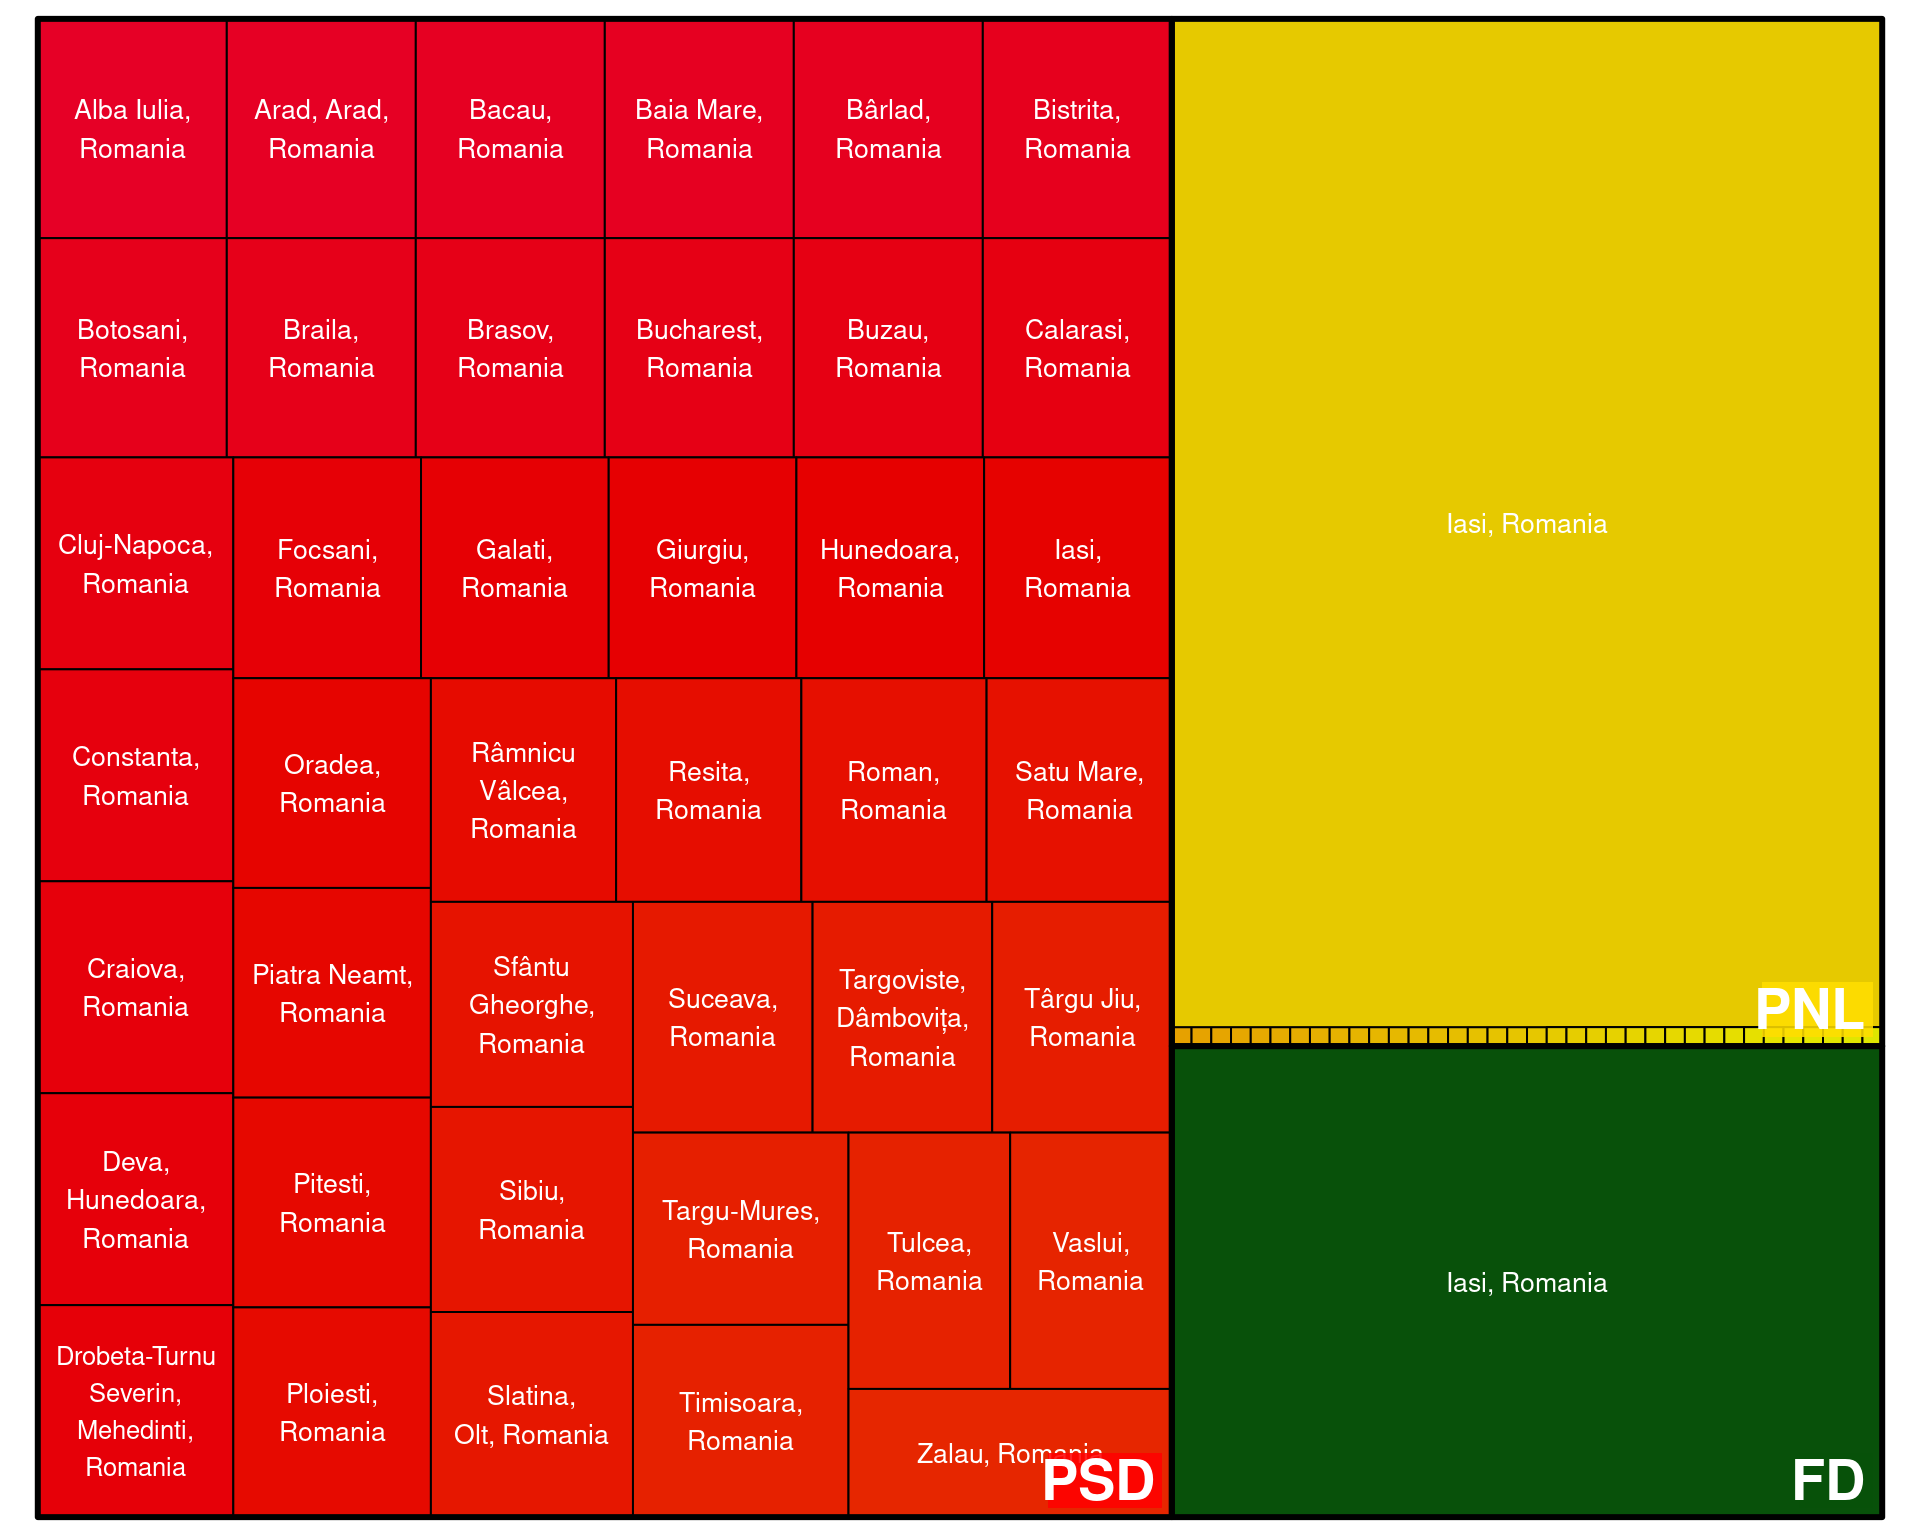 Alba Iulia,
Romania
Arad, Arad,
Romania
Bacau,
Romania
Baia Mare,
Romania
Bârlad,
Romania
Bistrita,
Romania
Botosani,
Romania
Braila,
Romania
Brasov,
Romania
Bucharest,
Romania
Buzau,
Romania
Calarasi,
Romania
Cluj-Napoca,
Romania
Focsani,
Romania
Galati,
Romania
Giurgiu,
Romania
Hunedoara,
Romania
Iasi,
Romania
Constanta,
Romania
Oradea,
Romania
Râmnicu
Vâlcea,
Romania
Resita,
Romania
Roman,
Romania
Satu Mare,
Romania
Craiova,
Romania
Piatra Neamt,
Romania
Sfântu
Gheorghe,
Romania
Suceava,
Romania
Targoviste,
Dâmbovița,
Romania
Târgu Jiu,
Romania
Deva,
Hunedoara,
Romania
Pitesti,
Romania
Sibiu,
Romania
Targu-Mures,
Romania
Tulcea,
Romania
Vaslui,
Romania
Drobeta-Turnu
Severin,
Mehedinti,
Romania
Ploiesti,
Romania
Slatina,
Olt, Romania
Timisoara,
Romania
Zalau, Romania
PSD
Iasi, Romania
PNL
Iasi, Romania
FD